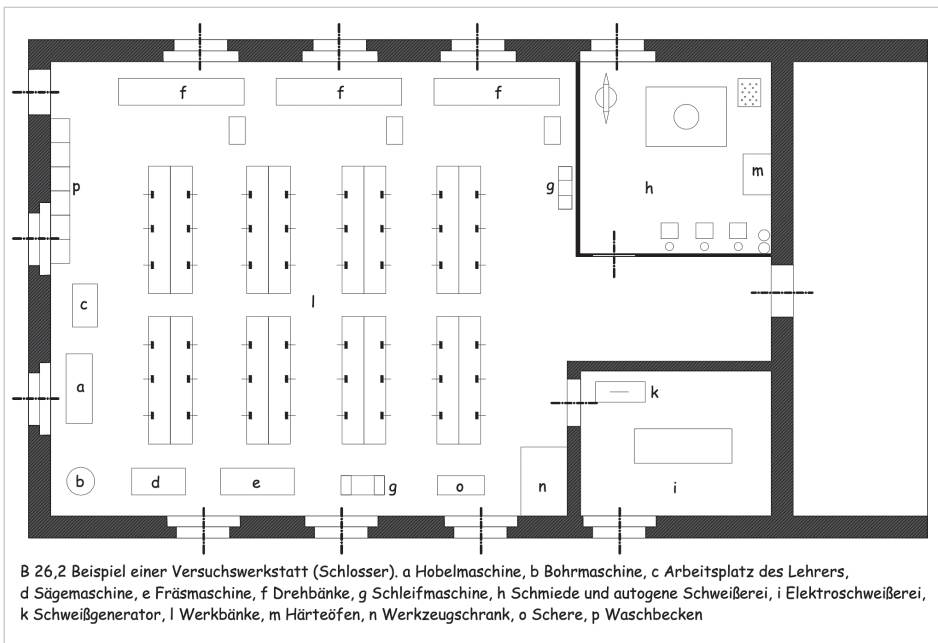 f f f
p
g
h
m
c
l
a
k
b
d
e
g
o
n
i
B 26,2 Beispiel einer Versuchswerkstatt (Schlosser). a Hobelmaschine, b Bohrmaschine, c Arbeitsplatz des Lehrers,
d Sägemaschine, e Fräsmaschine, f Drehbänke, g Schleifmaschine, h Schmiede und autogene Schweißerei, i Elektroschweißerei,
k Schweißgenerator, l Werkbänke, m Härteöfen, n Werkzeugschrank, o Schere, p Waschbecken